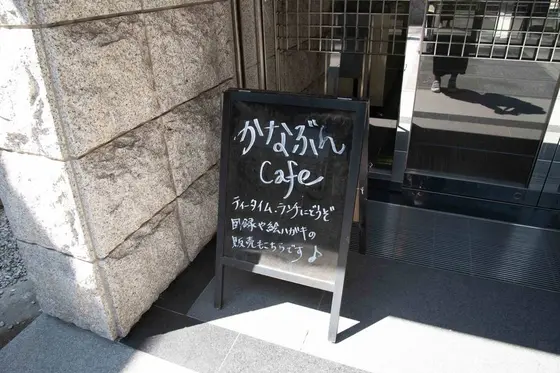 かなぶん
Cafe
ティータイム、ランチにどうぞ
図録や絵ハガキの
販売もこちらです♪